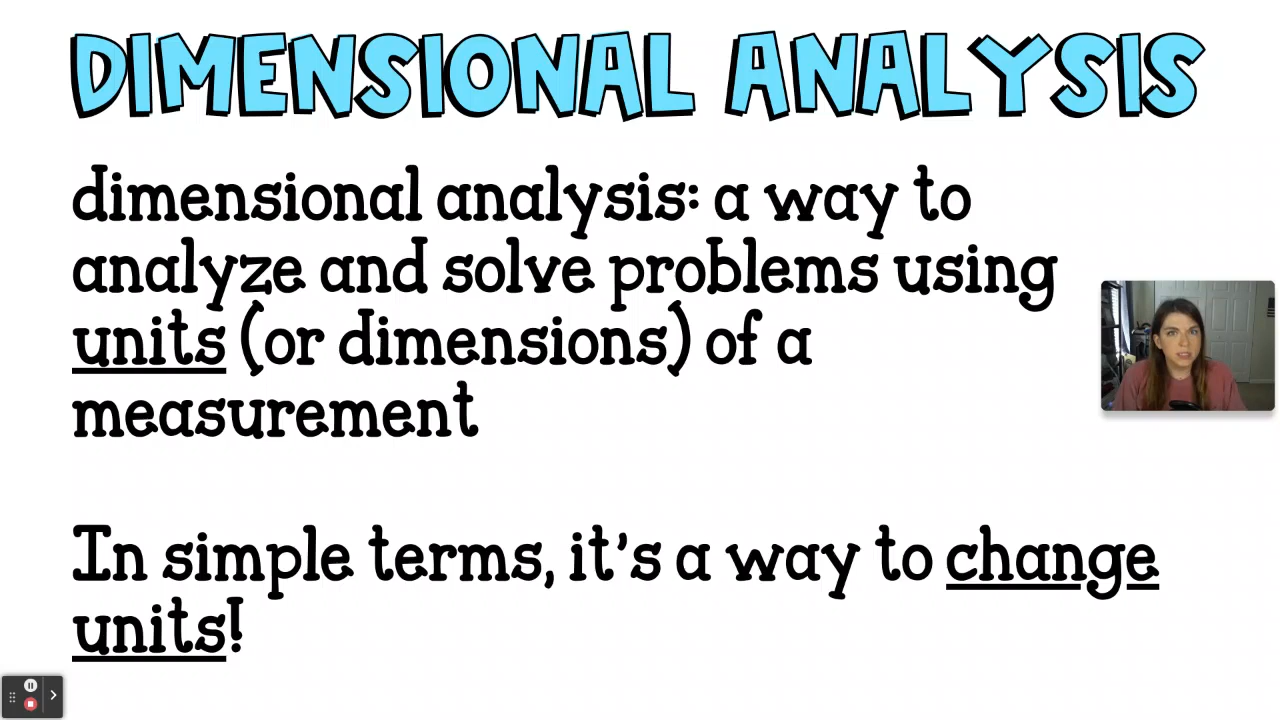 DIMENSIONAL ANALYSIS
dimensional analysis: a way to
analyze and solve problems using
units (or dimensions) of a
measurement
In simple terms, it's a way to change
units!